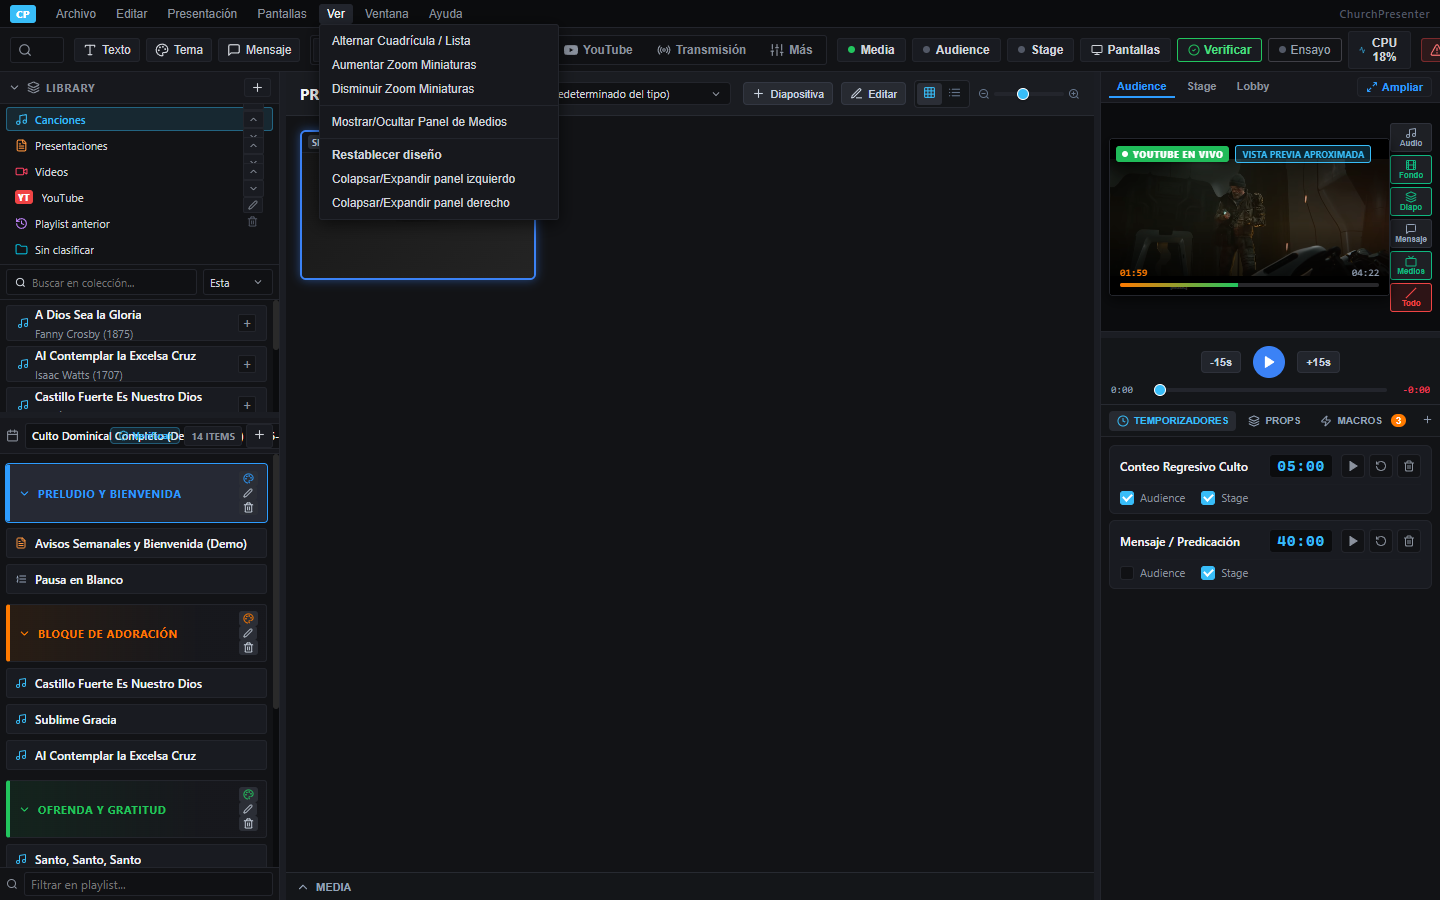 CP Archivo Editar Presentación Pantallas Ver Ventana Ayuda ChurchPresenter
Texto Tema Mensaje YouTube Transmisión Más Media Audience Stage Pantallas Verificar Ensayo CPU 18%
Alternar Cuadrícula / Lista
Aumentar Zoom Miniaturas
Disminuir Zoom Miniaturas
Mostrar/Ocultar Panel de Medios
Restablecer diseño
Colapsar/Expandir panel izquierdo
Colapsar/Expandir panel derecho
LIBRARY
Canciones
Presentaciones
Videos
YT YouTube
Playlist anterior
Sin clasificar
Buscar en colección... Esta
A Dios Sea la Gloria
Fanny Crosby (1875)
Al Contemplar la Excelsa Cruz
Isaac Watts (1707)
Castillo Fuerte Es Nuestro Dios
Culto Dominical Completo (De 14 ITEMS
PRELUDIO Y BIENVENIDA
Avisos Semanales y Bienvenida (Demo)
Pausa en Blanco
BLOQUE DE ADORACIÓN
Castillo Fuerte Es Nuestro Dios
Sublime Gracia
Al Contemplar la Excelsa Cruz
OFRENDA Y GRATITUD
Santo, Santo, Santo
Filtrar en playlist...
PR edeterminado del tipo) Diapositiva Editar
MEDIA
Audience Stage Lobby Ampliar
YOUTUBE EN VIVO VISTA PREVIA APROXIMADA
01:59 04:22
Audio
Fondo
Diapo
Mensaje
Medios
Todo
-15s +15s
0:00 -0:00
TEMPORIZADORES PROPS MACROS 3
Conteo Regresivo Culto 05:00
Audience Stage
Mensaje / Predicación 40:00
Audience Stage